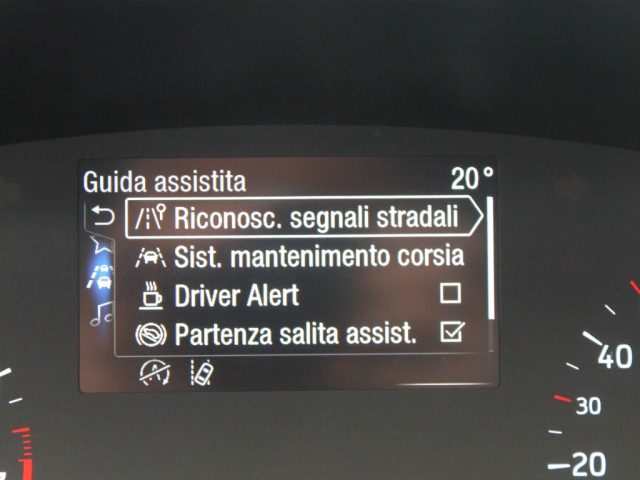 Guida assistita 20°
Riconosc. segnali stradali
Sist. mantenimento corsia
Driver Alert
Partenza salita assist.
40
30
20